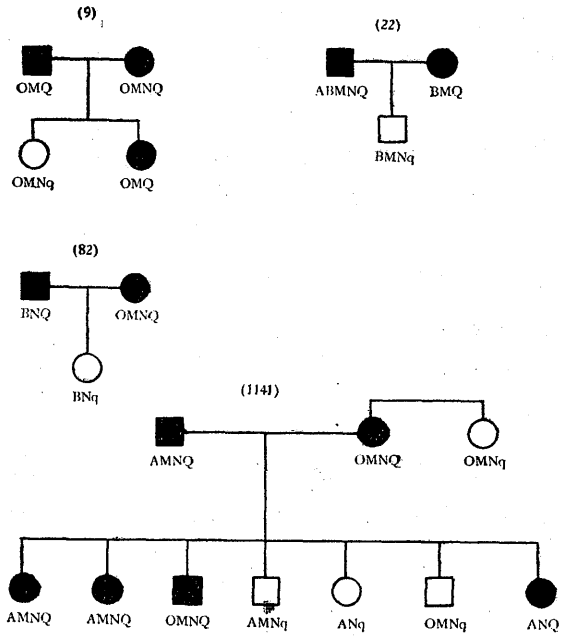 (9)
(22)
OMQ OMNQ
ABMNQ BMQ
OMNq OMQ
BMNq
(82)
BNQ OMNQ
BNq
(1141)
AMNQ OMNQ OMNq
AMNQ AMNQ OMNQ AMNq ANq OMNq ANQ